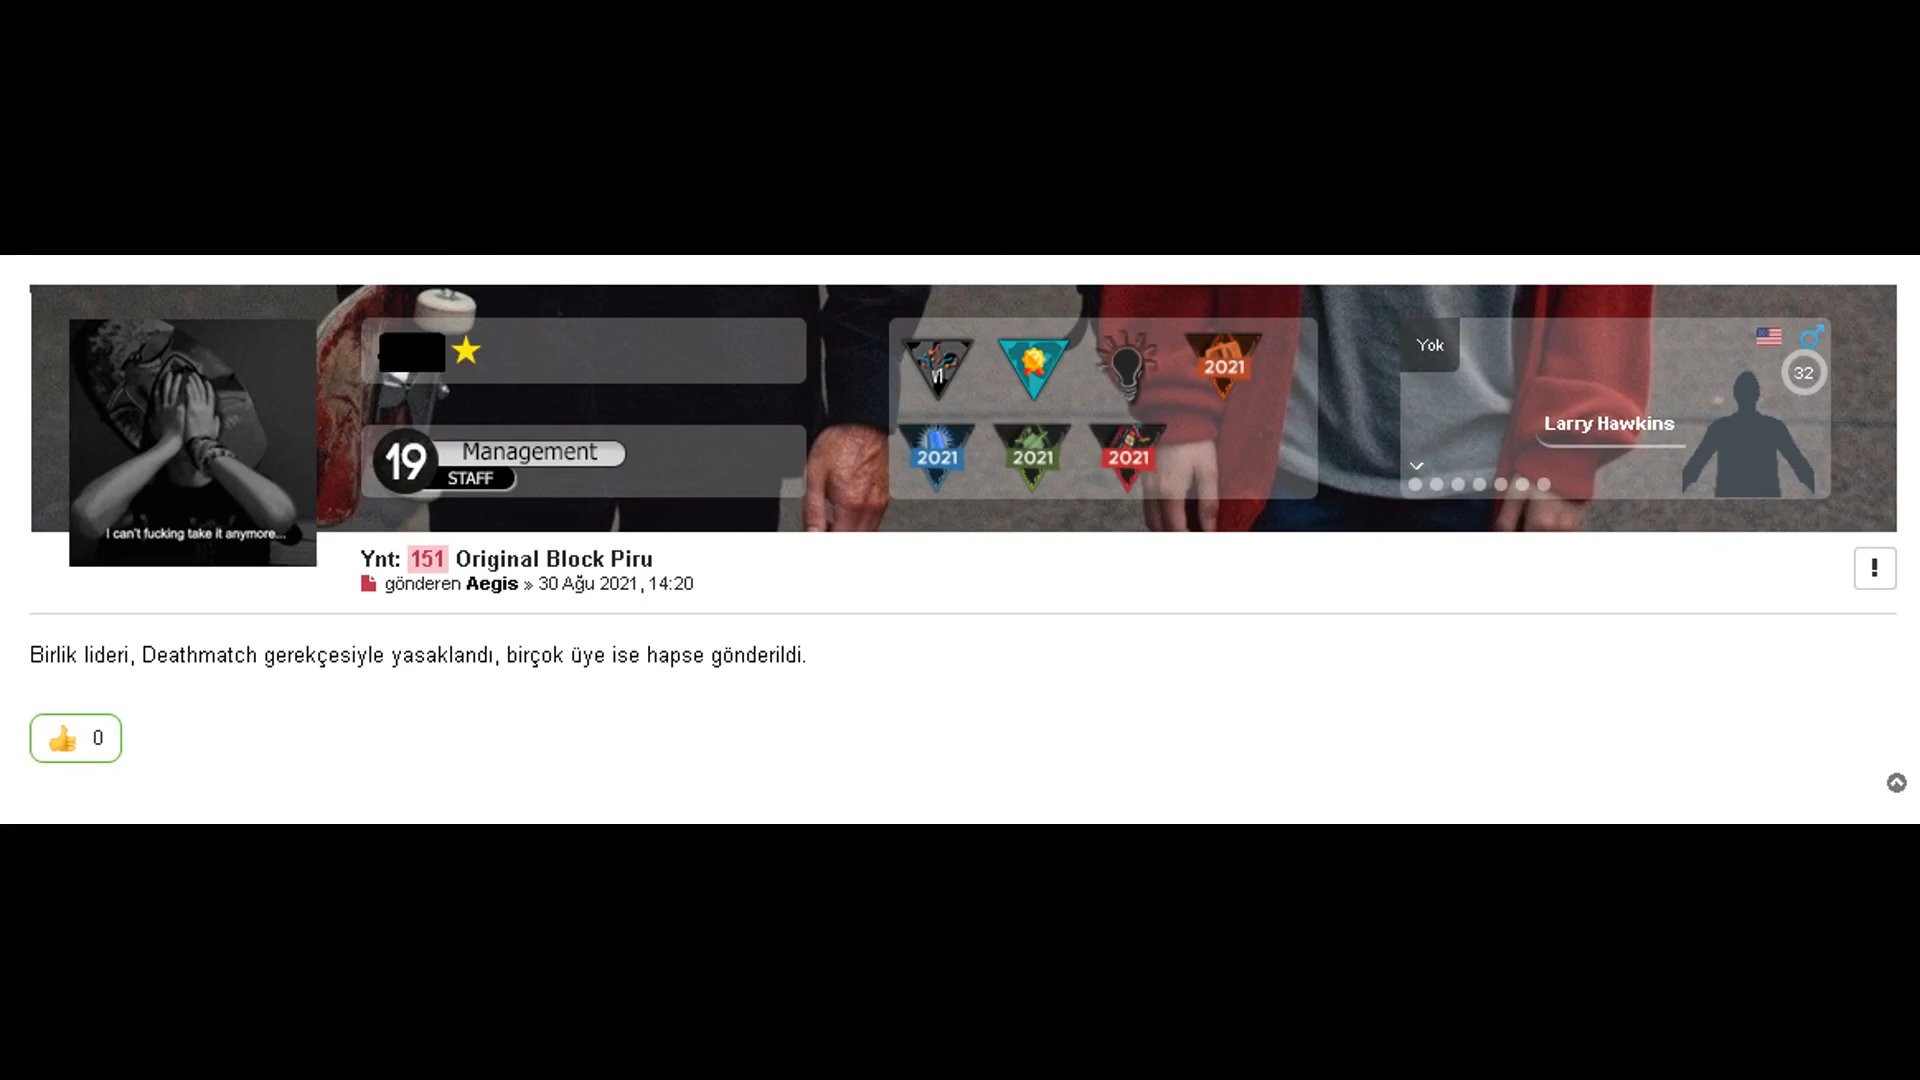 I can't fucking take it anymore...
19 Management
STAFF
V1
2021
2021
2021
2021
Yok
32
Larry Hawkins
Ynt: 151 Original Block Piru
gönderen Aegis » 30 Ağu 2021, 14:20
!
Birlik lideri, Deathmatch gerekçesiyle yasaklandı, birçok üye ise hapse gönderildi.
0